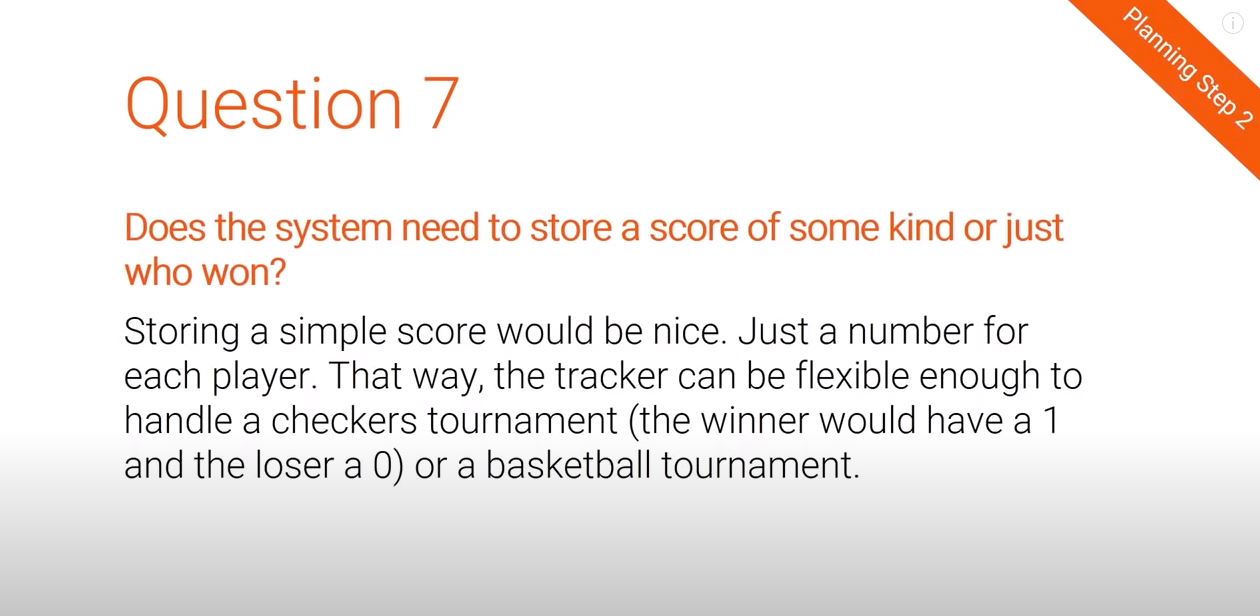 Planning Step 2
Question 7
Does the system need to store a score of some kind or just
who won?
Storing a simple score would be nice. Just a number for
each player. That way, the tracker can be flexible enough to
handle a checkers tournament (the winner would have a 1
and the loser a 0) or a basketball tournament.